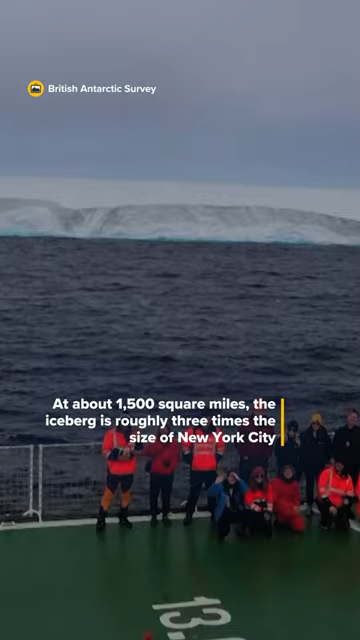 British Antarctic Survey
At about 1,500 square miles, the
iceberg is roughly three times the
size of New York City
13.